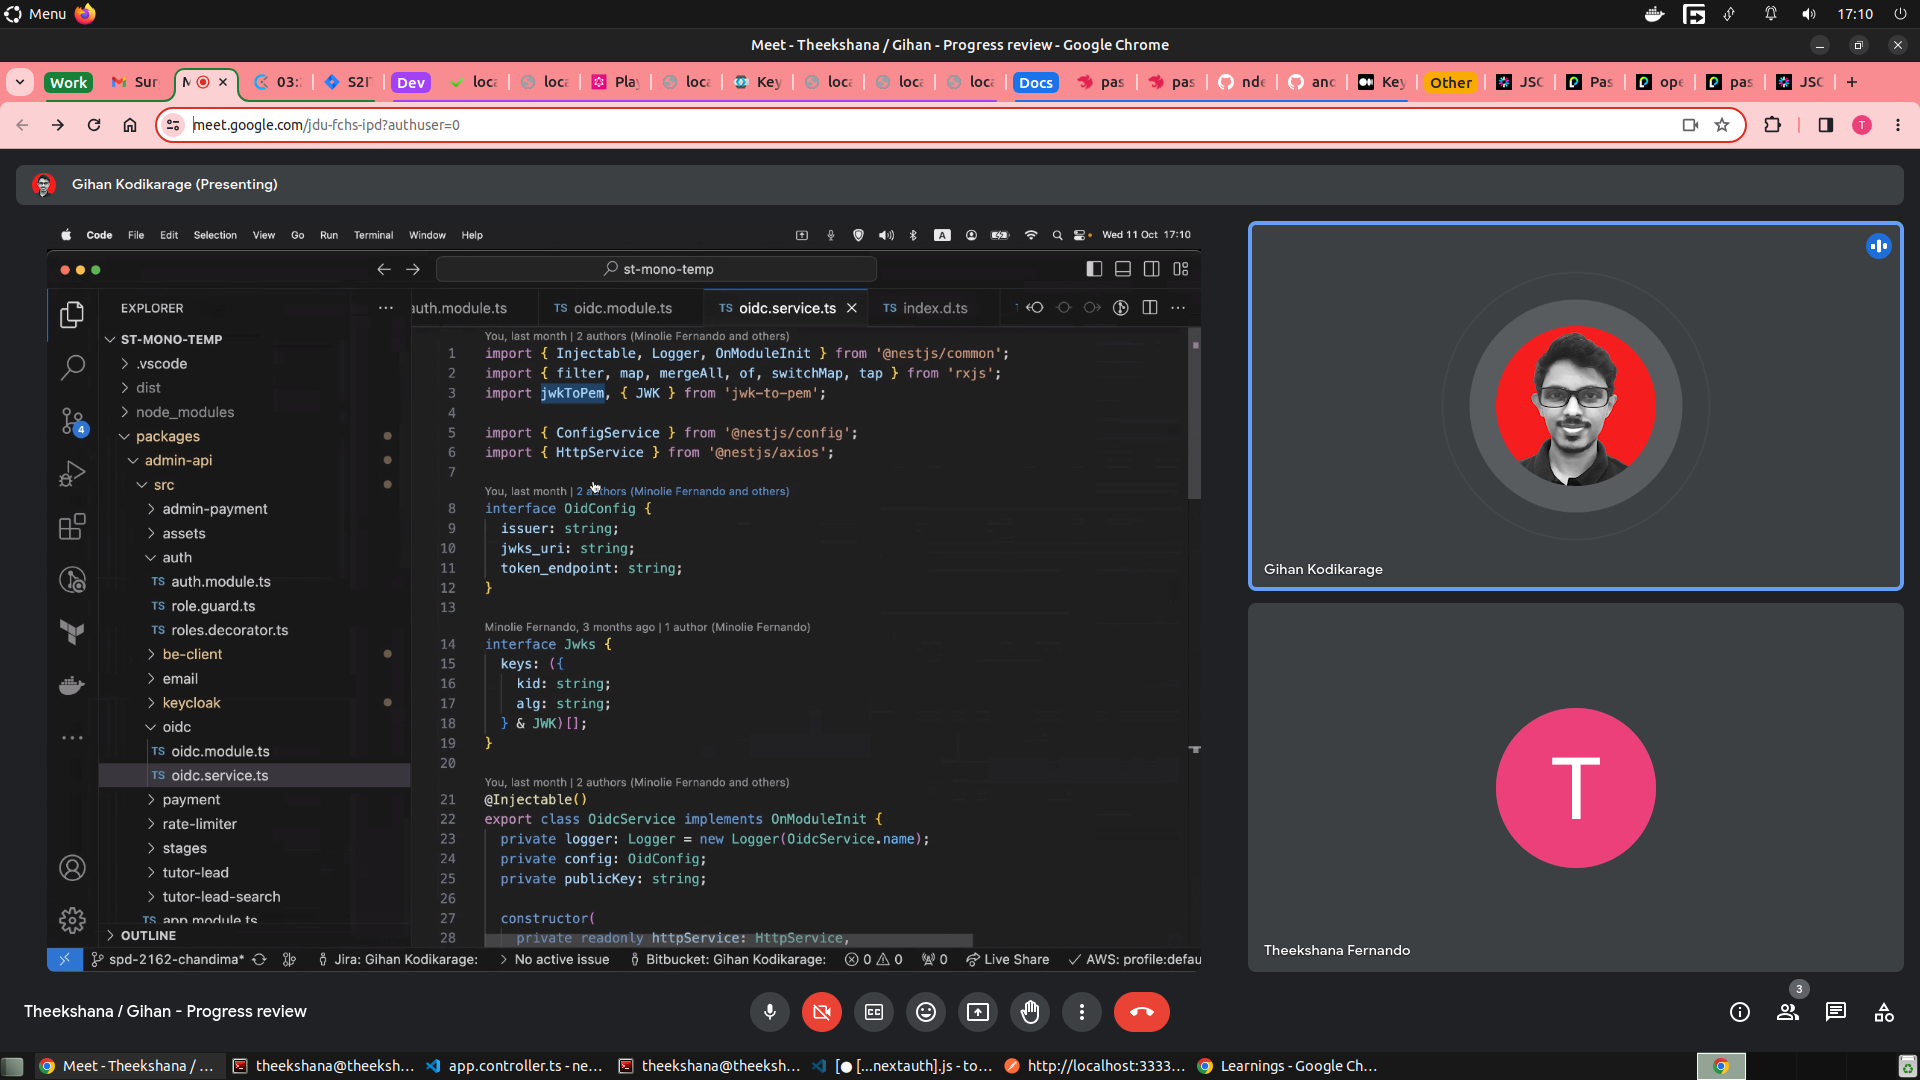 Menu
17:10
Meet - Theekshana / Gihan - Progress review - Google Chrome
Work
Sur
03:
S2I
Dev
loca
loca
Play
loca
Key
loca
loca
loca
Docs
pas
pas
nde
ano
Key
Other
JSC
Pas
ope
pas
JSC
meet.google.com/jdu-fchs-ipd?authuser=0
T
Gihan Kodikarage (Presenting)
Code File Edit Selection View Go Run Terminal Window Help
A
Wed 11 Oct 17:10
st-mono-temp
EXPLORER
auth.module.ts
TS oidc.module.ts
TS oidc.service.ts
TS index.d.ts
ST-MONO-TEMP
.vscode
dist
node_modules
packages
admin-api
src
admin-payment
assets
auth
TS auth.module.ts
TS role.guard.ts
TS roles.decorator.ts
be-client
email
keycloak
oidc
TS oidc.module.ts
TS oidc.service.ts
payment
rate-limiter
stages
tutor-lead
tutor-lead-search
TS app.module.ts
OUTLINE
4
You, last month | 2 authors (Minolie Fernando and others)
1 import { Injectable, Logger, OnModuleInit } from '@nestjs/common';
2 import { filter, map, mergeAll, of, switchMap, tap } from 'rxjs';
3 import jwkToPem, { JWK } from 'jwk-to-pem';
4
5 import { ConfigService } from '@nestjs/config';
6 import { HttpService } from '@nestjs/axios';
7
You, last month | 2 authors (Minolie Fernando and others)
8 interface OidConfig {
9 issuer: string;
10 jwks_uri: string;
11 token_endpoint: string;
12 }
13
Minolie Fernando, 3 months ago | 1 author (Minolie Fernando)
14 interface Jwks {
15 keys: ({
16 kid: string;
17 alg: string;
18 } & JWK)[];
19 }
20
You, last month | 2 authors (Minolie Fernando and others)
21 @Injectable()
22 export class OidcService implements OnModuleInit {
23 private logger: Logger = new Logger(OidcService.name);
24 private config: OidConfig;
25 private publicKey: string;
26
27 constructor(
28 private readonly httpService: HttpService,
spd-2162-chandima*
Jira: Gihan Kodikarage:
No active issue
Bitbucket: Gihan Kodikarage:
0 0
0
Live Share
AWS: profile:defau
Gihan Kodikarage
T
Theekshana Fernando
Theekshana / Gihan - Progress review
3
Meet - Theekshana / ...
theekshana@theeksh...
app.controller.ts - ne...
theekshana@theeksh...
[● [...nextauth].js - to...
http://localhost:3333...
Learnings - Google Ch...